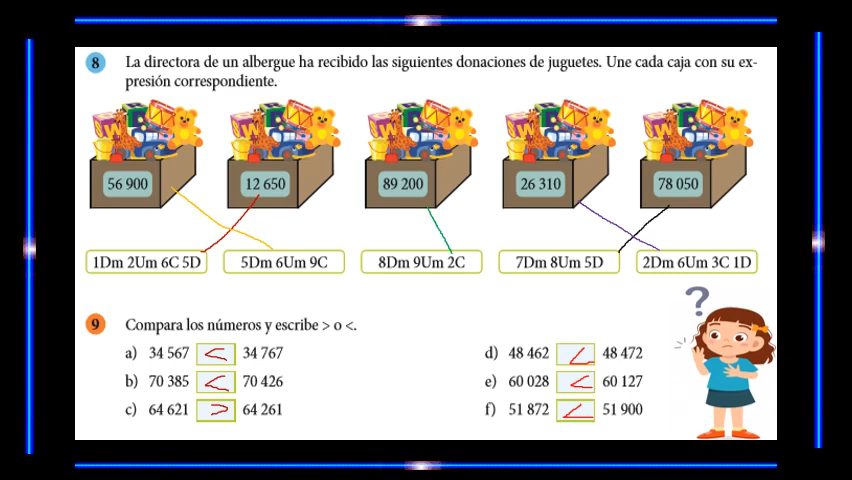 8 La directora de un albergue ha recibido las siguientes donaciones de juguetes. Une cada caja con su ex-
presión correspondiente.
56 900 12 650 89 200 26 310 78 050
1Dm 2Um 6C 5D 5Dm 6Um 9C 8Dm 9Um 2C 7Dm 8Um 5D 2Dm 6Um 3C 1D
9 Compara los números y escribe > o <.
a) 34 567 < 34 767 d) 48 462 < 48 472
b) 70 385 < 70 426 e) 60 028 < 60 127
c) 64 621 > 64 261 f) 51 872 < 51 900
?